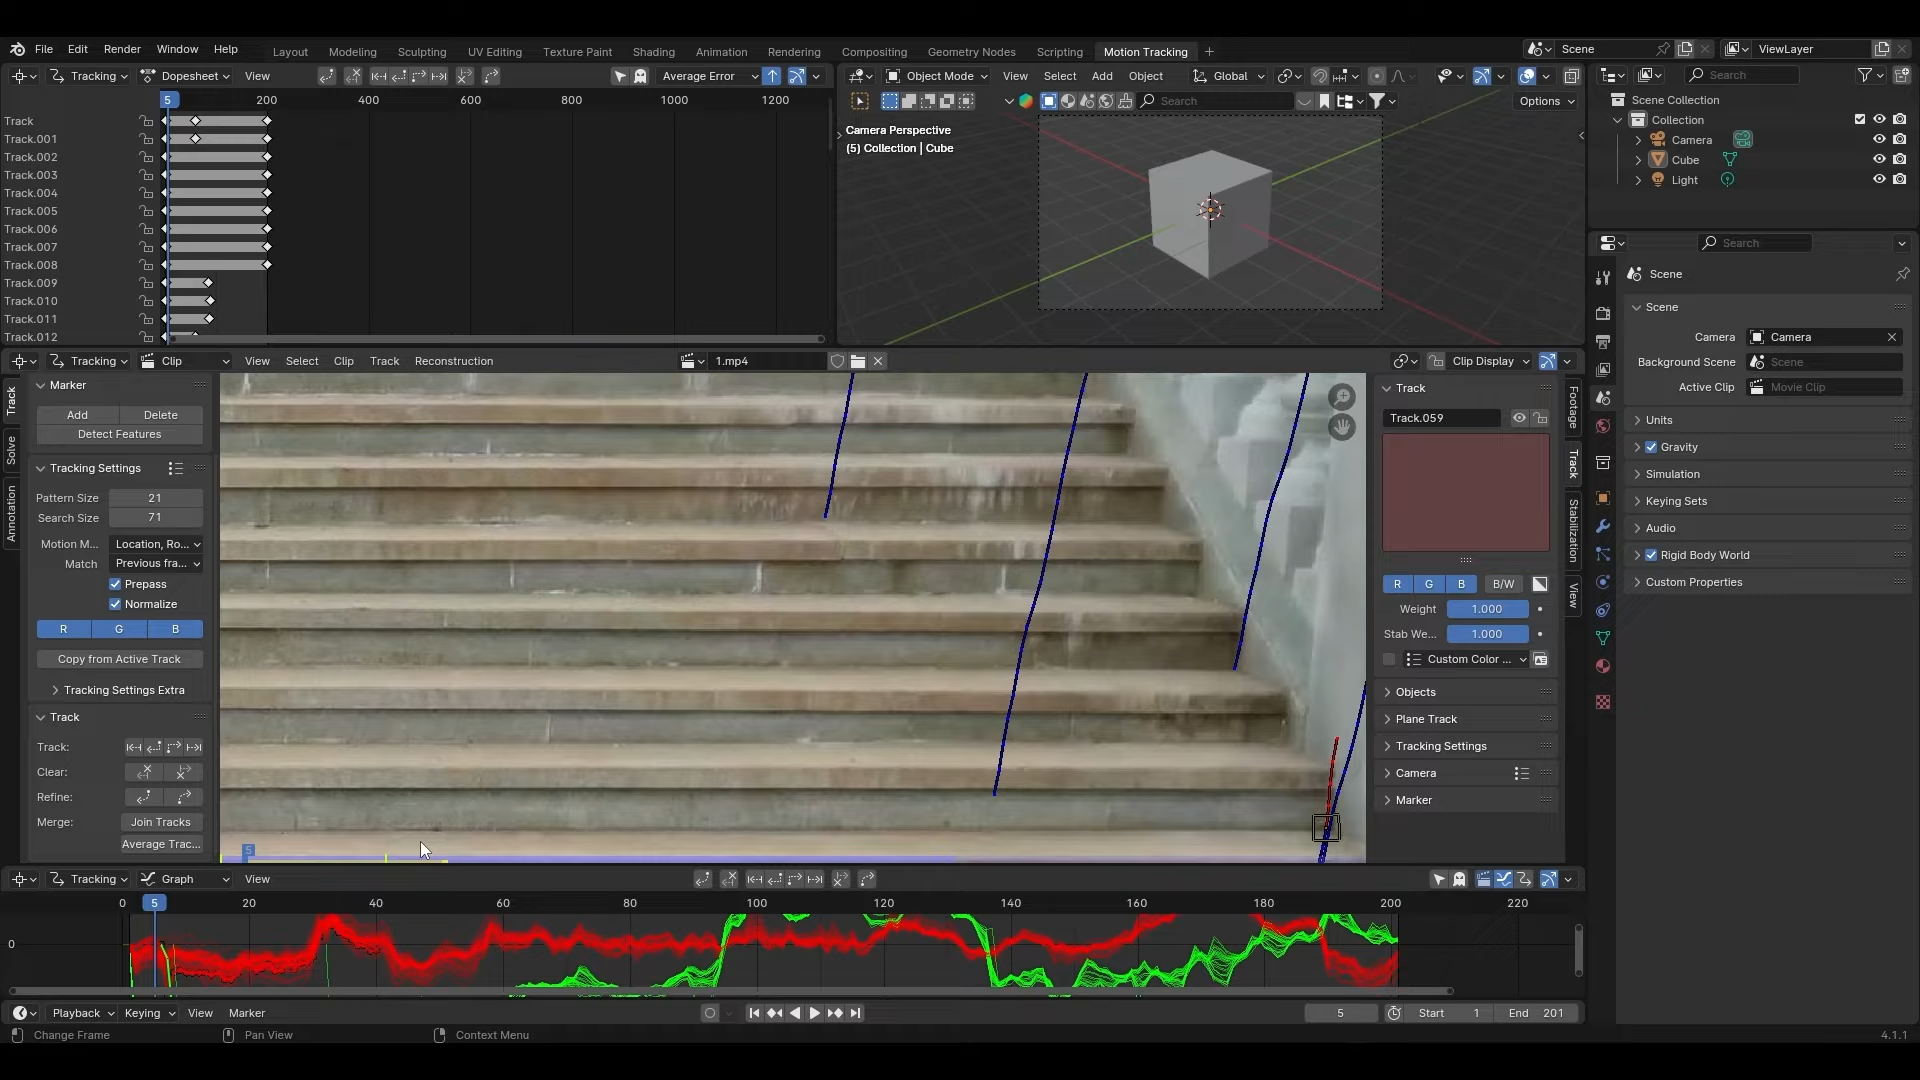 File Edit Render Window Help Layout Modeling Sculpting UV Editing Texture Paint Shading Animation Rendering Compositing Geometry Nodes Scripting Motion Tracking + Scene ViewLayer
Tracking Dopesheet View Average Error
Object Mode View Select Add Object Global
Search
5 200 400 600 800 1000 1200
Search Options
Track
Track.001
Track.002
Track.003
Track.004
Track.005
Track.006
Track.007
Track.008
Track.009
Track.010
Track.011
Track.012
Camera Perspective
(5) Collection | Cube
Scene Collection
Collection
Camera
Cube
Light
Search
Scene
Scene
Camera Camera
Background Scene Scene
Active Clip Movie Clip
Units
Gravity
Simulation
Keying Sets
Audio
Rigid Body World
Custom Properties
Tracking Clip View Select Clip Track Reconstruction 1.mp4 Clip Display
Track
Solve
Annotation
Marker
Add Delete
Detect Features
Tracking Settings
Pattern Size 21
Search Size 71
Motion M... Location, Ro...
Match Previous fra...
Prepass
Normalize
R G B
Copy from Active Track
Tracking Settings Extra
Track
Track:
Clear:
Refine:
Merge: Join Tracks
Average Trac...
5
Track
Track.059
R G B B/W
Weight 1.000
Stab We... 1.000
Custom Color ...
Objects
Plane Track
Tracking Settings
Camera
Marker
Footage
Track
Stabilization
View
Tracking Graph View
0 5 20 40 60 80 100 120 140 160 180 200 220
0
Playback Keying View Marker 5 Start 1 End 201
Change Frame Pan View Context Menu 4.1.1